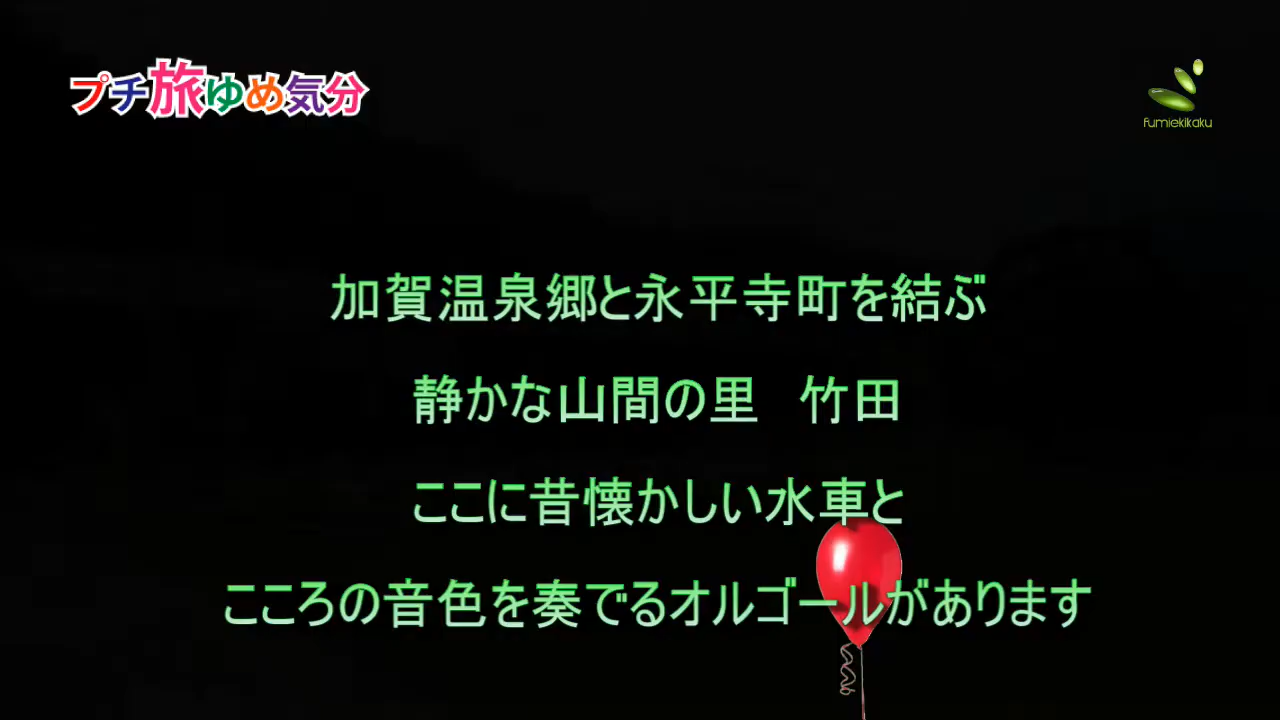 プチ旅ゆめ気分
fumiekikaku
加賀温泉郷と永平寺町を結ぶ
静かな山間の里　竹田
ここに昔懐かしい水車と
こころの音色を奏でるオルゴールがあります